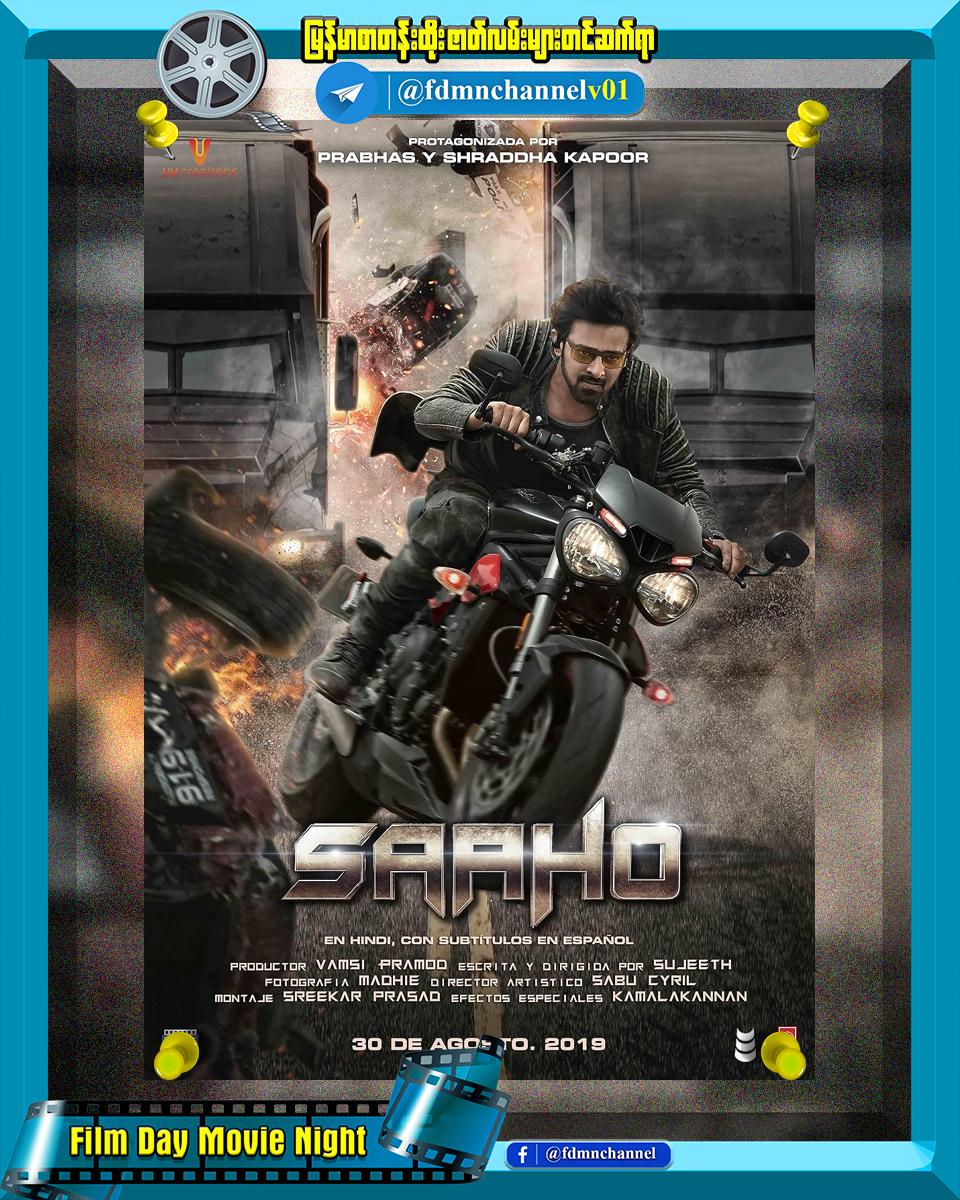 မြန်မာစာတန်းထိုးဇာတ်လမ်းများတင်ဆက်ရာ
@fdmnchannelv01
PROTAGONIZADA POR
PRABHAS Y SHRADDHA KAPOOR
UV creations
SAAHO
EN HINDI, CON SUBTÍTULOS EN ESPAÑOL
PRODUCTOR VAMSI PRAMOD ESCRITA Y DIRIGIDA POR SUJEETH
FOTOGRAFIA MADHIE DIRECTOR ARTISTICO SABU CYRIL
MONTAJE SREEKAR PRASAD EFECTOS ESPECIALES KAMALAKANNAN
30 DE AGOSTO. 2019
Film Day Movie Night
@fdmnchannel